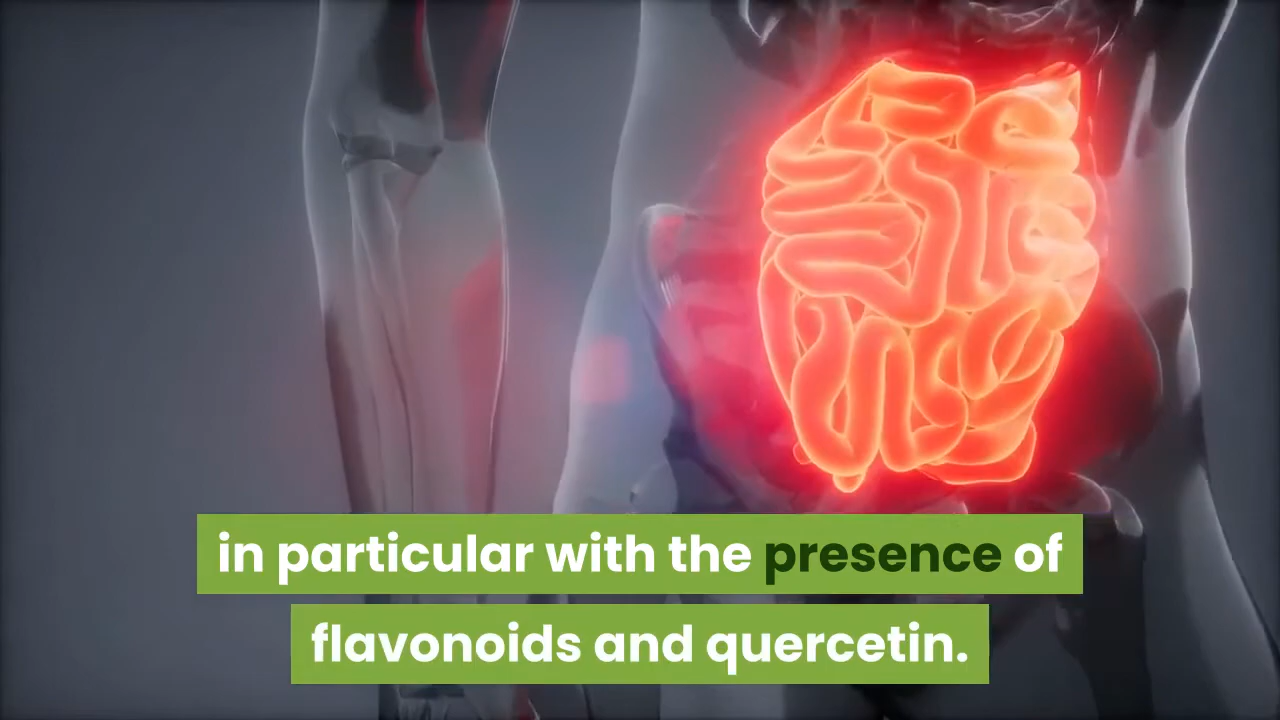 in particular with the presence of
flavonoids and quercetin.